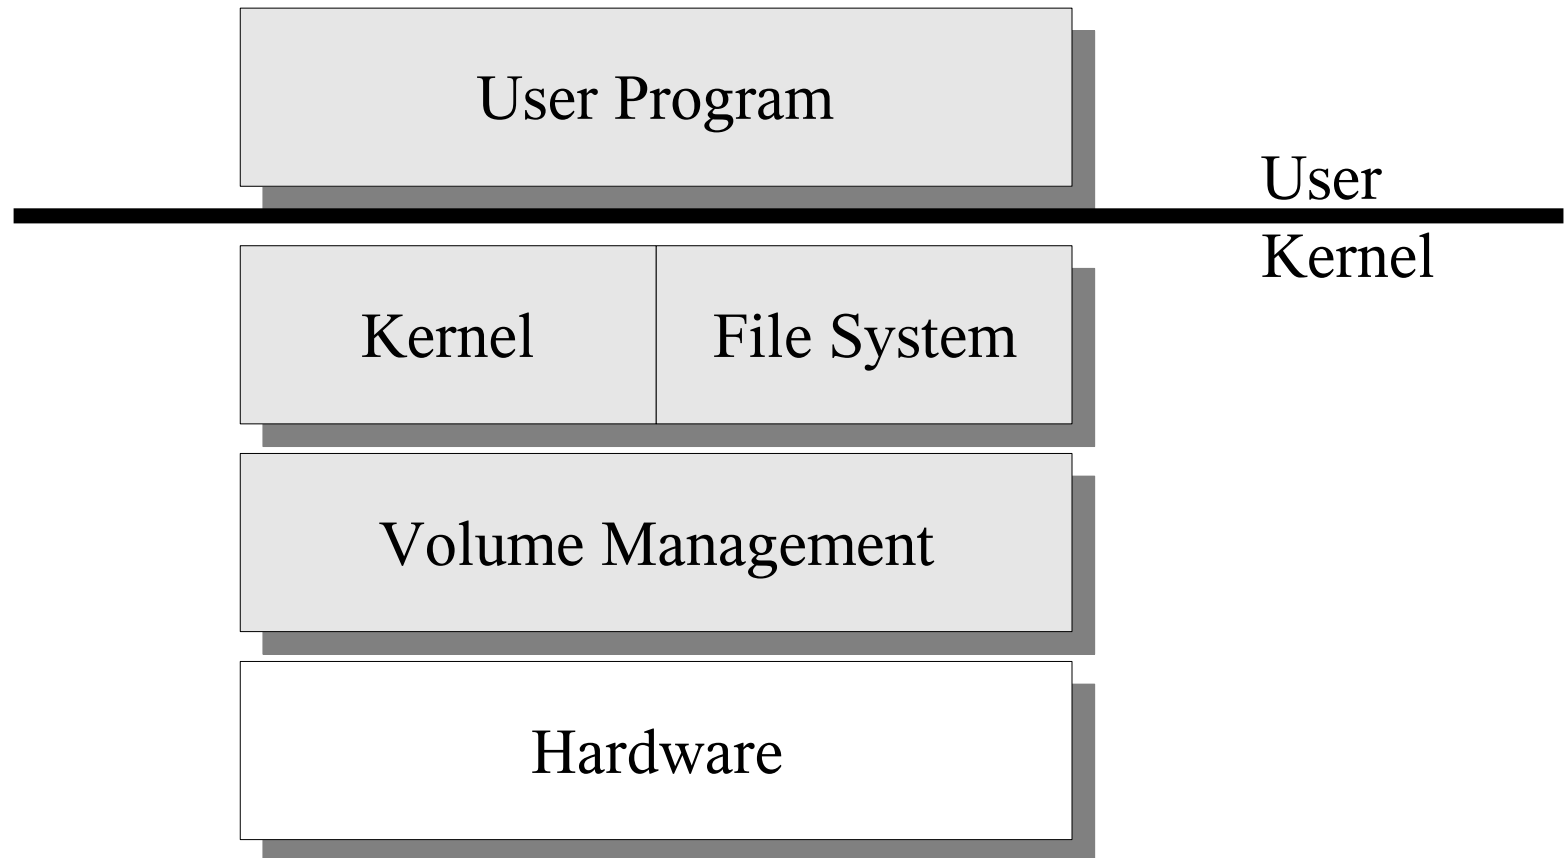 User Program
User
Kernel
Kernel
File System
Volume Management
Hardware